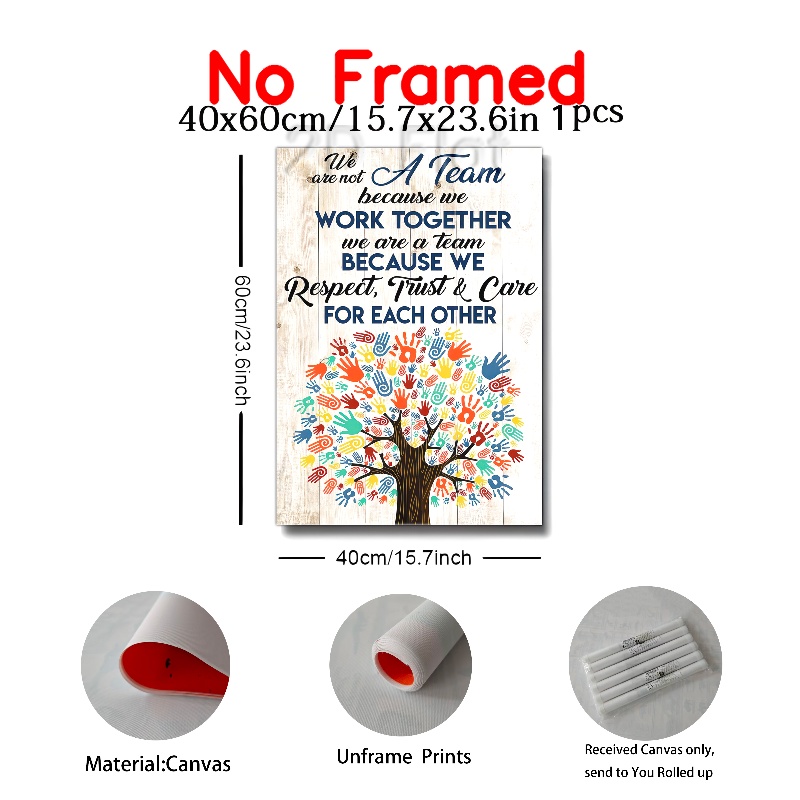 No Framed
40x60cm/15.7x23.6in 1pcs
We
are not A Team
because we
WORK TOGETHER
we are a team
BECAUSE WE
Respect, Trust & Care
FOR EACH OTHER
60cm/23.6inch
40cm/15.7inch
Material:Canvas
Unframe Prints
Received Canvas only,
send to You Rolled up